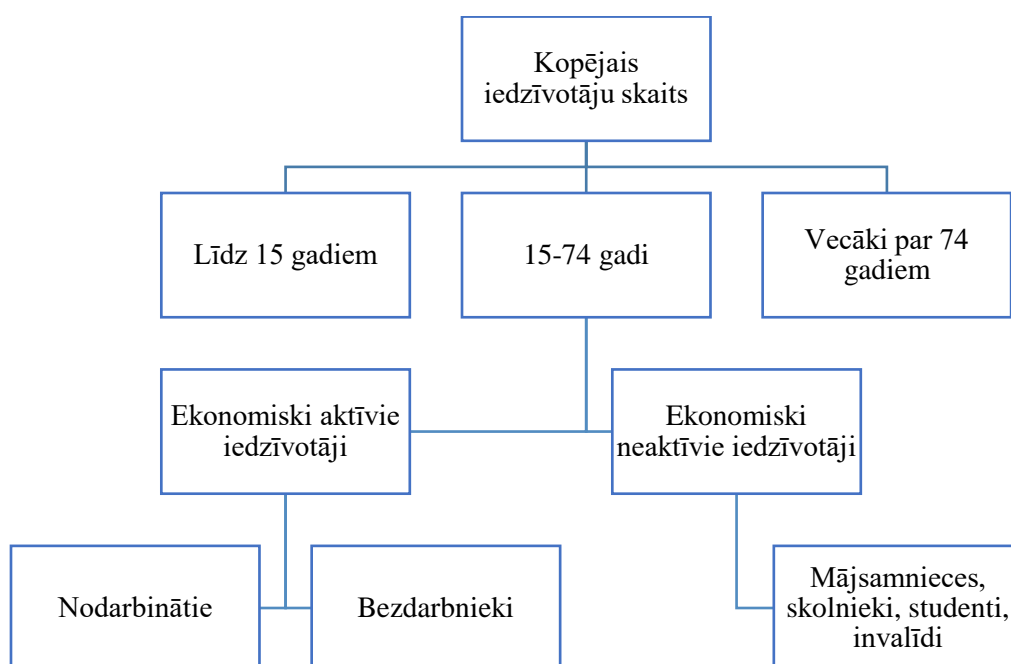 Kopējais
iedzīvotāju skaits
Līdz 15 gadiem
15-74 gadi
Vecāki par 74
gadiem
Ekonomiski aktīvie
iedzīvotāji
Ekonomiski
neaktīvie iedzīvotāji
Nodarbinātie
Bezdarbnieki
Mājsamnieces,
skolnieki, studenti,
invalīdi